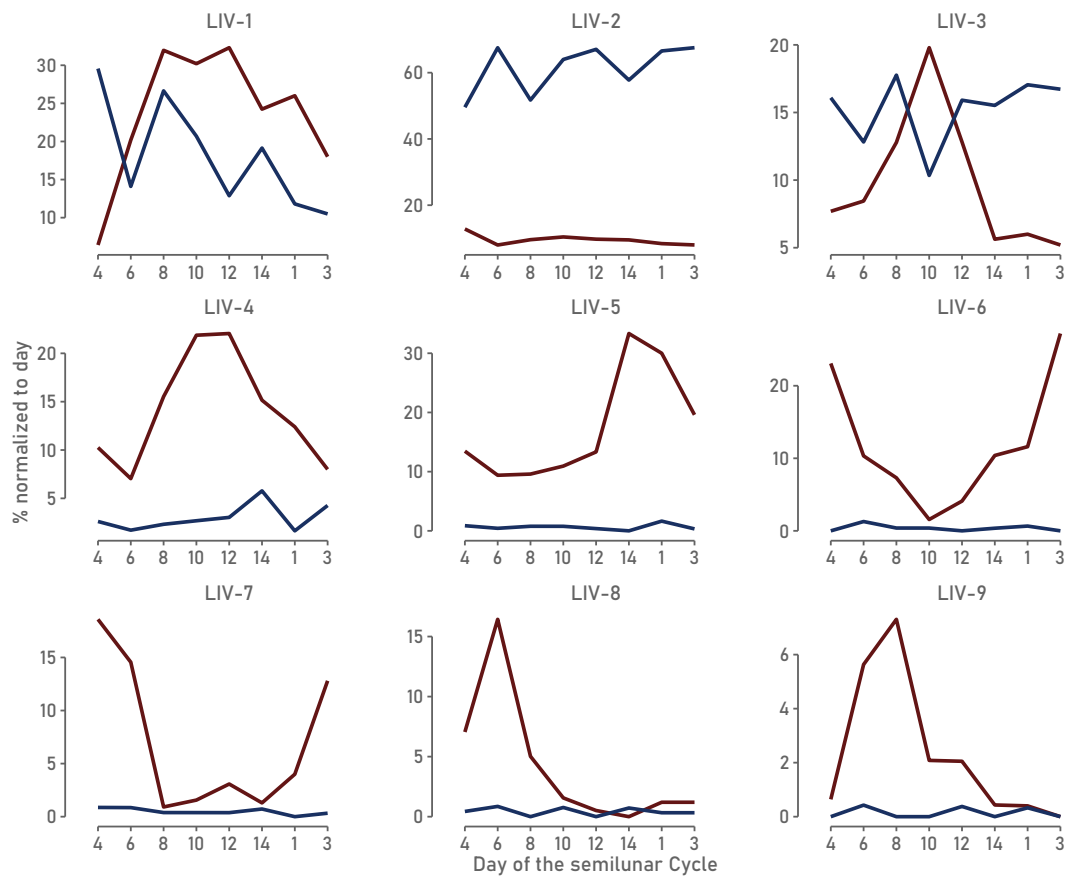 LIV-1 LIV-2 LIV-3
30
25
20
15
10
4 6 8 10 12 14 1 3
60
40
20
4 6 8 10 12 14 1 3
20
15
10
5
4 6 8 10 12 14 1 3
LIV-4 LIV-5 LIV-6
% normalized to day
20
15
10
5
4 6 8 10 12 14 1 3
30
20
10
0
4 6 8 10 12 14 1 3
20
10
0
4 6 8 10 12 14 1 3
LIV-7 LIV-8 LIV-9
15
10
5
0
4 6 8 10 12 14 1 3
15
10
5
0
4 6 8 10 12 14 1 3
6
4
2
0
4 6 8 10 12 14 1 3
Day of the semilunar Cycle